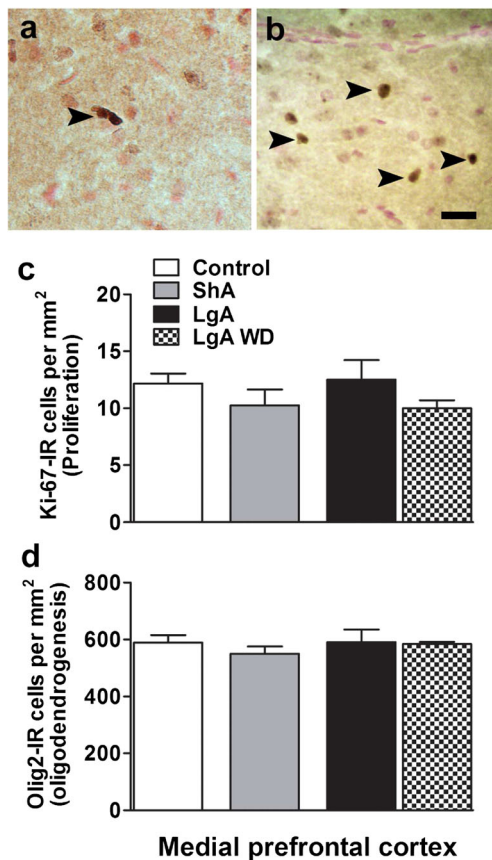 a
b
c
Control
ShA
LgA
LgA WD
Ki-67-IR cells per mm²
(Proliferation)
20
15
10
5
0
d
Olig2-IR cells per mm²
(oligodendrogenesis)
800
600
400
200
0
Medial prefrontal cortex